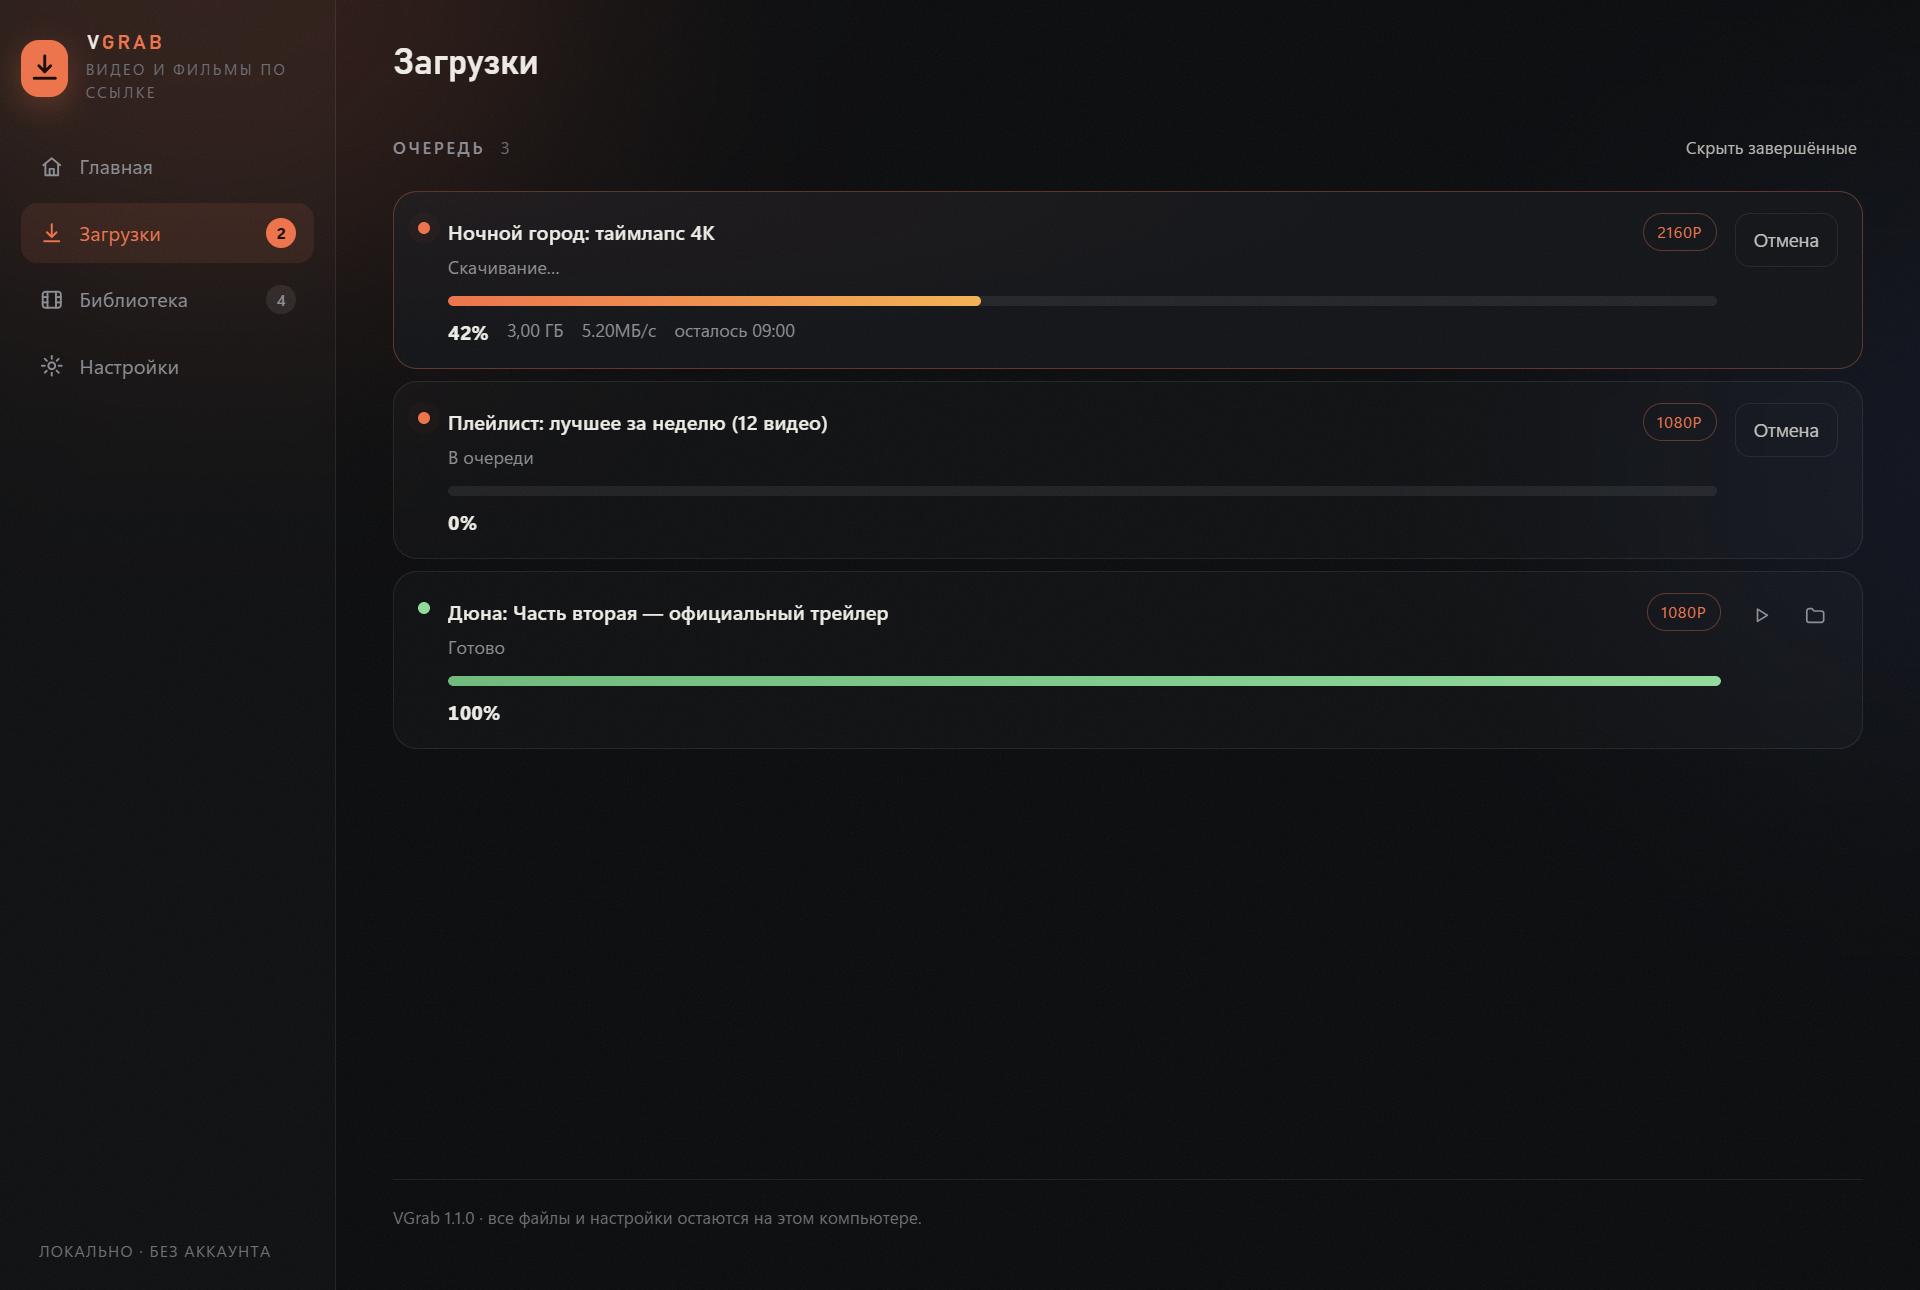 VGRAB
ВИДЕО И ФИЛЬМЫ ПО
ССЫЛКЕ
Главная
Загрузки 2
Библиотека 4
Настройки
ЛОКАЛЬНО · БЕЗ АККАУНТА
Загрузки
ОЧЕРЕДЬ 3
Скрыть завершённые
Ночной город: таймлапс 4K
2160P
Отмена
Скачивание...
42% 3,00 ГБ 5.20МБ/с осталось 09:00
Плейлист: лучшее за неделю (12 видео)
1080P
Отмена
В очереди
0%
Дюна: Часть вторая — официальный трейлер
1080P
Готово
100%
VGrab 1.1.0 · все файлы и настройки остаются на этом компьютере.